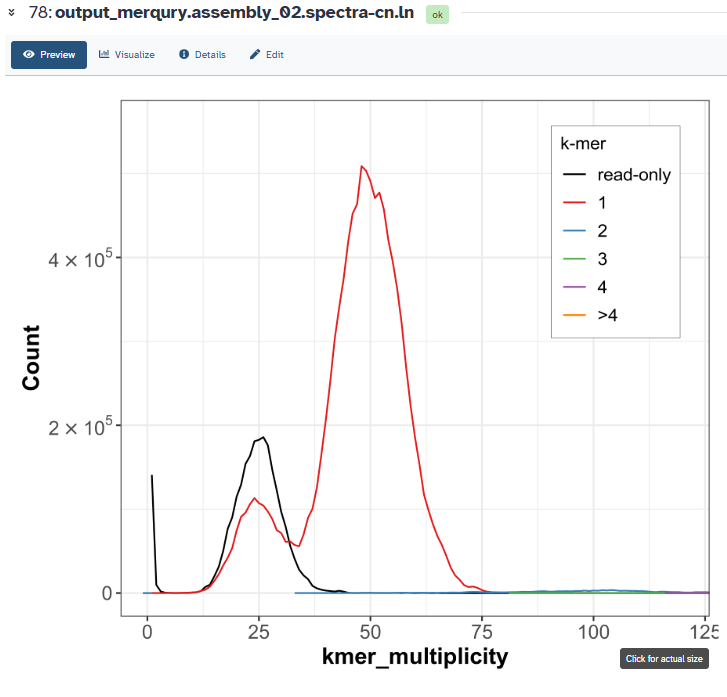 78: output_merqury.assembly_02.spectra-cn.ln ok
Preview Visualize Details Edit
k-mer
read-only
1
2
3
4
>4
4 × 10⁵
2 × 10⁵
0
Count
0 25 50 75 100 125
kmer_multiplicity
Click for actual size